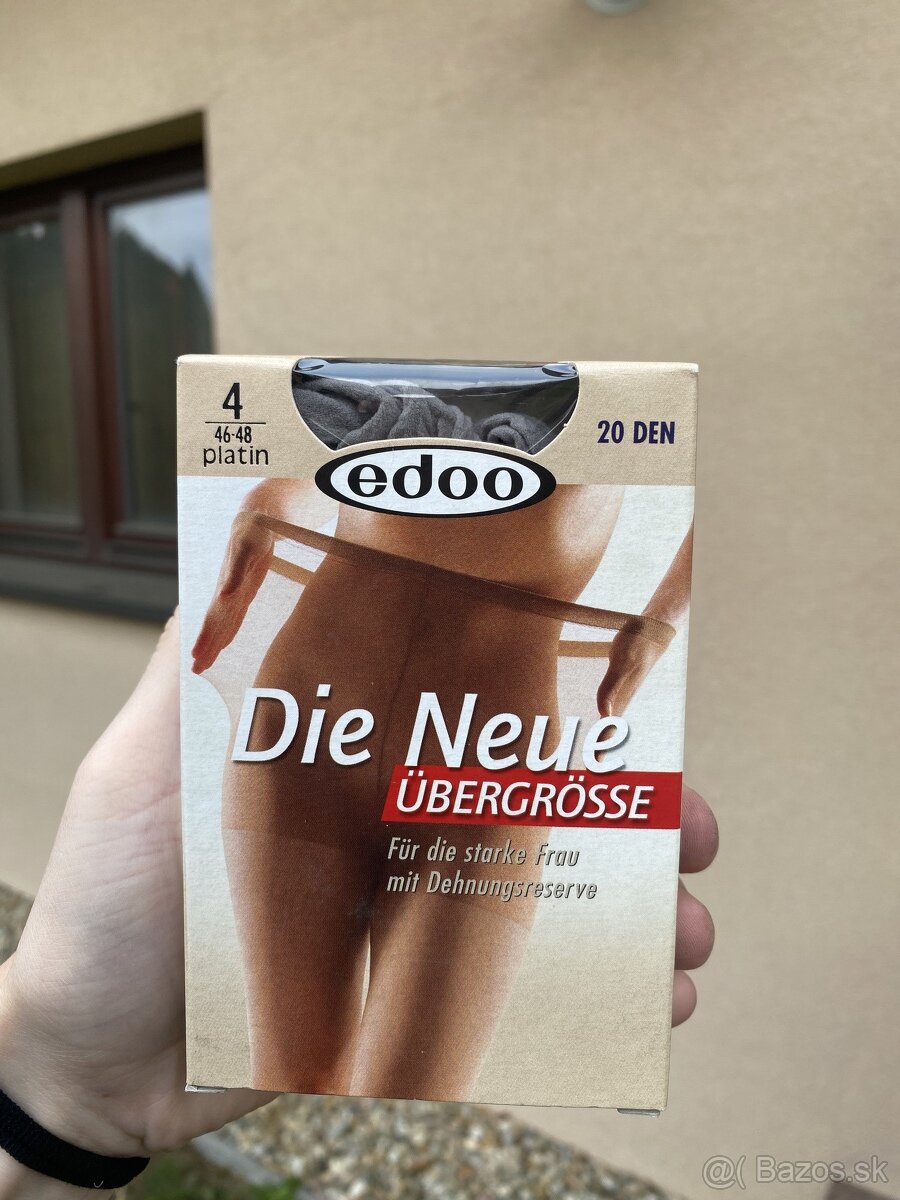 4
46-48
platin
20 DEN
edoo
Die Neue
ÜBERGRÖSSE
Für die starke Frau
mit Dehnungsreserve
@( Bazos.sk